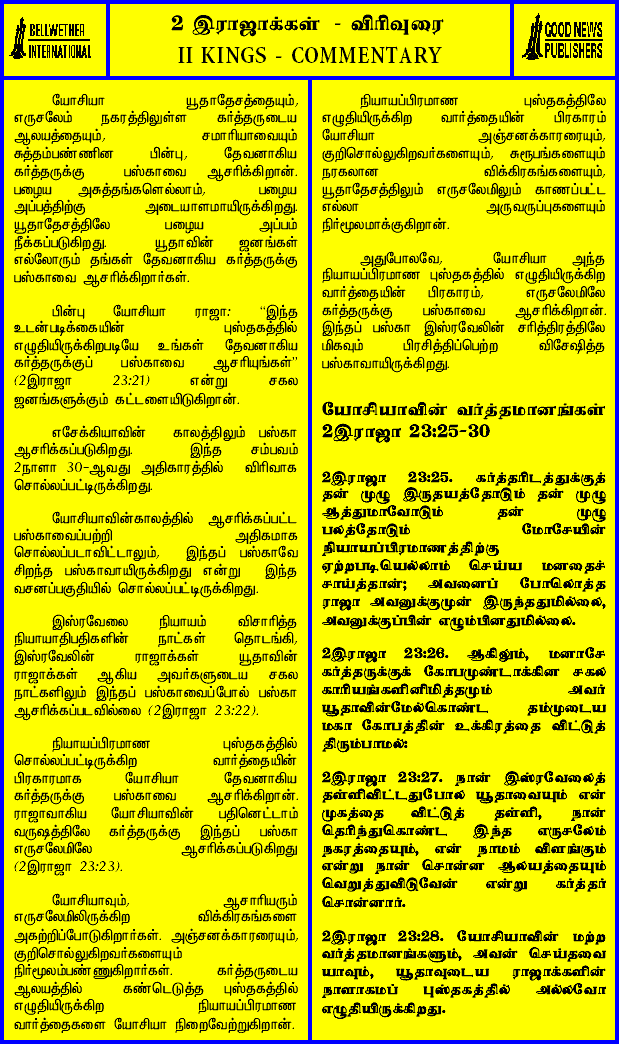 BELLWETHER
INTERNATIONAL
2 இராஜாக்கள் - விரிவுரை
II KINGS - COMMENTARY
GOOD NEWS
PUBLISHERS
யோசியா யூதாதேசத்தையும்,
எருசலேம் நகரத்திலுள்ள கர்த்தருடைய
ஆலயத்தையும், சமாரியாவையும்
சுத்தம்பண்ணின பின்பு, தேவனாகிய
கர்த்தருக்கு பஸ்காவை ஆசரிக்கிறான்.
பழைய அசுத்தங்களெல்லாம், பழைய
அப்பத்திற்கு அடையாளமாயிருக்கிறது.
யூதாதேசத்திலே பழைய அப்பம்
நீக்கப்படுகிறது. யூதாவின் ஜனங்கள்
எல்லோரும் தங்கள் தேவனாகிய கர்த்தருக்கு
பஸ்காவை ஆசரிக்கிறார்கள்.
பின்பு யோசியா ராஜா: “இந்த
உடன்படிக்கையின் புஸ்தகத்தில்
எழுதியிருக்கிறபடியே உங்கள் தேவனாகிய
கர்த்தருக்குப் பஸ்காவை ஆசரியுங்கள்”
(2இராஜா 23:21) என்று சகல
ஜனங்களுக்கும் கட்டளையிடுகிறான்.
எசேக்கியாவின் காலத்திலும் பஸ்கா
ஆசரிக்கப்படுகிறது. இந்த சம்பவம்
2நாளா 30-ஆவது அதிகாரத்தில் விரிவாக
சொல்லப்பட்டிருக்கிறது.
யோசியாவின்காலத்தில் ஆசரிக்கப்பட்ட
பஸ்காவைப்பற்றி அதிகமாக
சொல்லப்படாவிட்டாலும், இந்தப் பஸ்காவே
சிறந்த பஸ்காவாயிருக்கிறது என்று இந்த
வசனப்பகுதியில் சொல்லப்பட்டிருக்கிறது.
இஸ்ரவேலை நியாயம் விசாரித்த
நியாயாதிபதிகளின் நாட்கள் தொடங்கி,
இஸ்ரவேலின் ராஜாக்கள் யூதாவின்
ராஜாக்கள் ஆகிய அவர்களுடைய சகல
நாட்களிலும் இந்தப் பஸ்காவைப்போல் பஸ்கா
ஆசரிக்கப்படவில்லை (2இராஜா 23:22).
நியாயப்பிரமாண புஸ்தகத்தில்
சொல்லப்பட்டிருக்கிற வார்த்தையின்
பிரகாரமாக யோசியா தேவனாகிய
கர்த்தருக்கு பஸ்காவை ஆசரிக்கிறான்.
ராஜாவாகிய யோசியாவின் பதினெட்டாம்
வருஷத்திலே கர்த்தருக்கு இந்தப் பஸ்கா
எருசலேமிலே ஆசரிக்கப்படுகிறது
(2இராஜா 23:23).
யோசியாவும், ஆசாரியரும்
எருசலேமிலிருக்கிற விக்கிரகங்களை
அகற்றிப்போடுகிறார்கள். அஞ்சனக்காரரையும்,
குறிசொல்லுகிறவர்களையும்
நிர்மூலம்பண்ணுகிறார்கள். கர்த்தருடைய
ஆலயத்தில் கண்டெடுத்த புஸ்தகத்தில்
எழுதியிருக்கிற நியாயப்பிரமாண
வார்த்தைகளை யோசியா நிறைவேற்றுகிறான்.
நியாயப்பிரமாண புஸ்தகத்திலே
எழுதியிருக்கிற வார்த்தையின் பிரகாரம்
யோசியா அஞ்சனக்காரரையும்,
குறிசொல்லுகிறவர்களையும், சுரூபங்களையும்
நரகலான விக்கிரகங்களையும்,
யூதாதேசத்திலும் எருசலேமிலும் காணப்பட்ட
எல்லா அருவருப்புகளையும்
நிர்மூலமாக்குகிறான்.
அதுபோலவே, யோசியா அந்த
நியாயப்பிரமாண புஸ்தகத்தில் எழுதியிருக்கிற
வார்த்தையின் பிரகாரம், எருசலேமிலே
கர்த்தருக்கு பஸ்காவை ஆசரிக்கிறான்.
இந்தப் பஸ்கா இஸ்ரவேலின் சரித்திரத்திலே
மிகவும் பிரசித்திப்பெற்ற விசேஷித்த
பஸ்காவாயிருக்கிறது.
யோசியாவின் வர்த்தமானங்கள்
2இராஜா 23:25-30
2இராஜா 23:25. கர்த்தரிடத்துக்குத்
தன் முழு இருதயத்தோடும் தன் முழு
ஆத்துமாவோடும் தன் முழு
பலத்தோடும் மோசேயின்
நியாயப்பிரமாணத்திற்கு
ஏற்றபடியெல்லாம் செய்ய மனதைச்
சாய்த்தான்; அவனைப் போலொத்த
ராஜா அவனுக்குமுன் இருந்ததுமில்லை,
அவனுக்குப்பின் எழும்பினதுமில்லை.
2இராஜா 23:26. ஆகிலும், மனாசே
கர்த்தருக்குக் கோபமுண்டாக்கின சகல
காரியங்களினிமித்தமும் அவர்
யூதாவின்மேல்கொண்ட தம்முடைய
மகா கோபத்தின் உக்கிரத்தை விட்டுத்
திரும்பாமல்:
2இராஜா 23:27. நான் இஸ்ரவேலைத்
தள்ளிவிட்டதுபோல யூதாவையும் என்
முகத்தை விட்டுத் தள்ளி, நான்
தெரிந்துகொண்ட இந்த எருசலேம்
நகரத்தையும், என் நாமம் விளங்கும்
என்று நான் சொன்ன ஆலயத்தையும்
வெறுத்துவிடுவேன் என்று கர்த்தர்
சொன்னார்.
2இராஜா 23:28. யோசியாவின் மற்ற
வர்த்தமானங்களும், அவன் செய்தவை
யாவும், யூதாவுடைய ராஜாக்களின்
நாளாகமப் புஸ்தகத்தில் அல்லவோ
எழுதியிருக்கிறது.